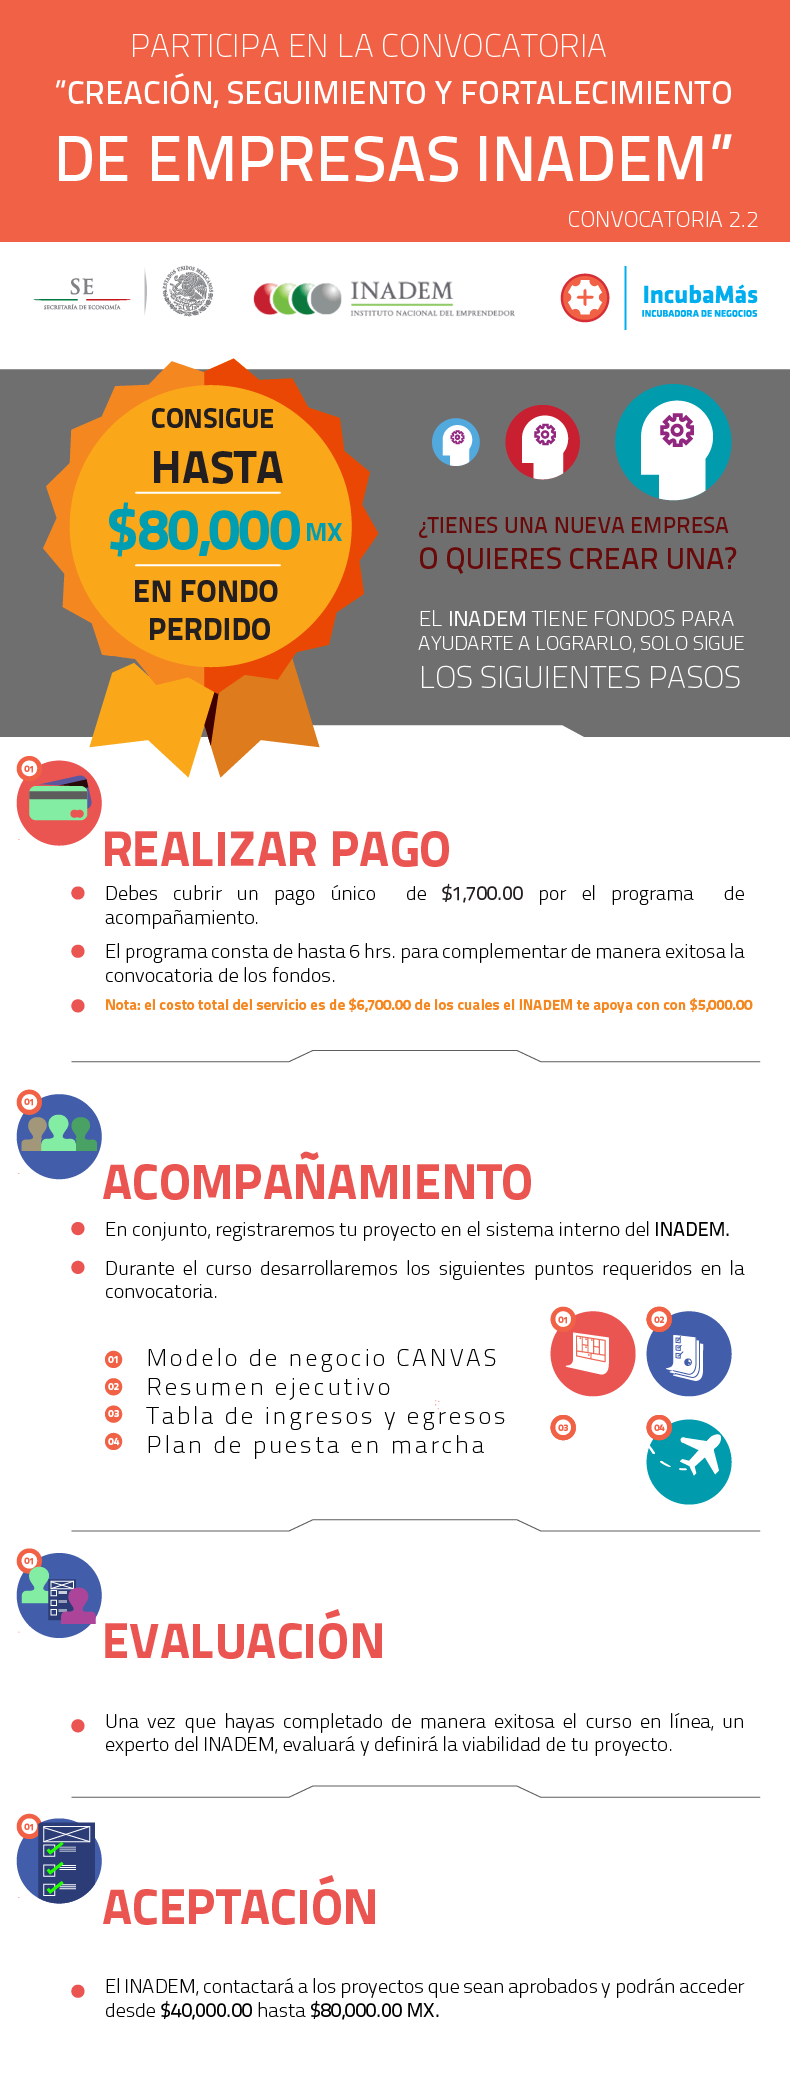 PARTICIPA EN LA CONVOCATORIA
"CREACIÓN, SEGUIMIENTO Y FORTALECIMIENTO
DE EMPRESAS INADEM"
CONVOCATORIA 2.2
SE
SECRETARÍA DE ECONOMÍA
ESTADOS UNIDOS MEXICANOS
INADEM
INSTITUTO NACIONAL DEL EMPRENDEDOR
IncubaMás
INCUBADORA DE NEGOCIOS
CONSIGUE
HASTA
$80,000 MX
EN FONDO
PERDIDO
¿TIENES UNA NUEVA EMPRESA
O QUIERES CREAR UNA?
EL INADEM TIENE FONDOS PARA
AYUDARTE A LOGRARLO, SOLO SIGUE
LOS SIGUIENTES PASOS
01
REALIZAR PAGO
Debes cubrir un pago único de $1,700.00 por el programa de
acompañamiento.
El programa consta de hasta 6 hrs. para complementar de manera exitosa la
convocatoria de los fondos.
Nota: el costo total del servicio es de $6,700.00 de los cuales el INADEM te apoya con con $5,000.00
01
ACOMPAÑAMIENTO
En conjunto, registraremos tu proyecto en el sistema interno del INADEM.
Durante el curso desarrollaremos los siguientes puntos requeridos en la
convocatoria.
01 Modelo de negocio CANVAS
02 Resumen ejecutivo
03 Tabla de ingresos y egresos
04 Plan de puesta en marcha
01
02
03
04
01
EVALUACIÓN
Una vez que hayas completado de manera exitosa el curso en línea, un
experto del INADEM, evaluará y definirá la viabilidad de tu proyecto.
01
ACEPTACIÓN
El INADEM, contactará a los proyectos que sean aprobados y podrán acceder
desde $40,000.00 hasta $80,000.00 MX.